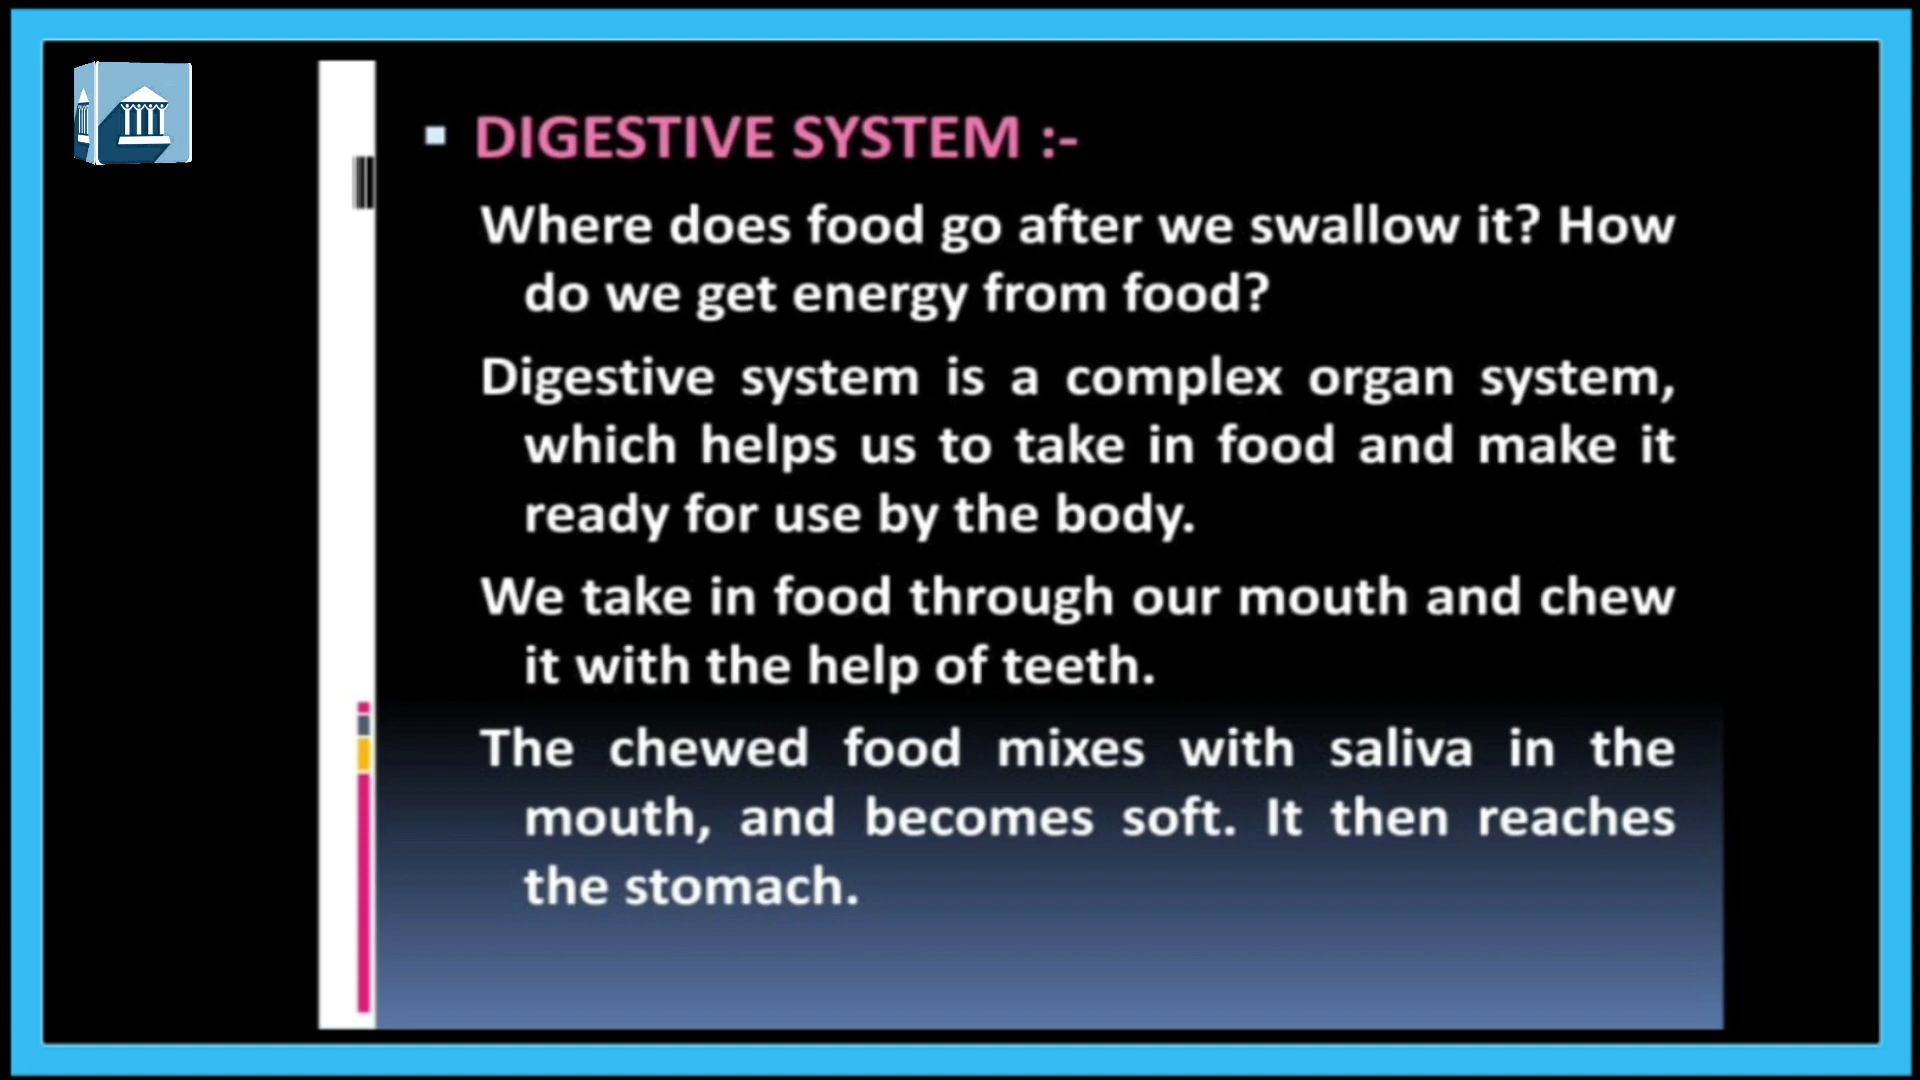 ▪ DIGESTIVE SYSTEM :-
Where does food go after we swallow it? How
do we get energy from food?
Digestive system is a complex organ system,
which helps us to take in food and make it
ready for use by the body.
We take in food through our mouth and chew
it with the help of teeth.
The chewed food mixes with saliva in the
mouth, and becomes soft. It then reaches
the stomach.